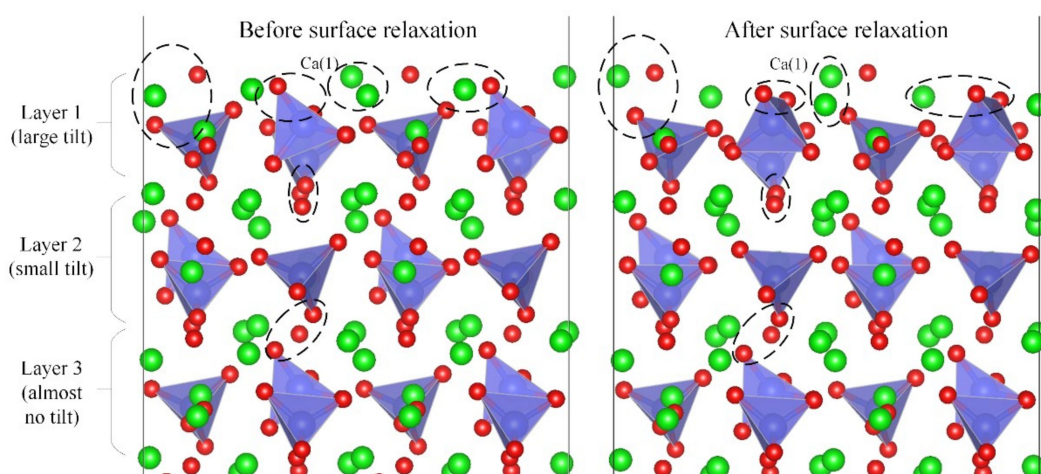 Before surface relaxation
After surface relaxation
Ca(1)
Ca(1)
Layer 1
(large tilt)
Layer 2
(small tilt)
Layer 3
(almost
no tilt)